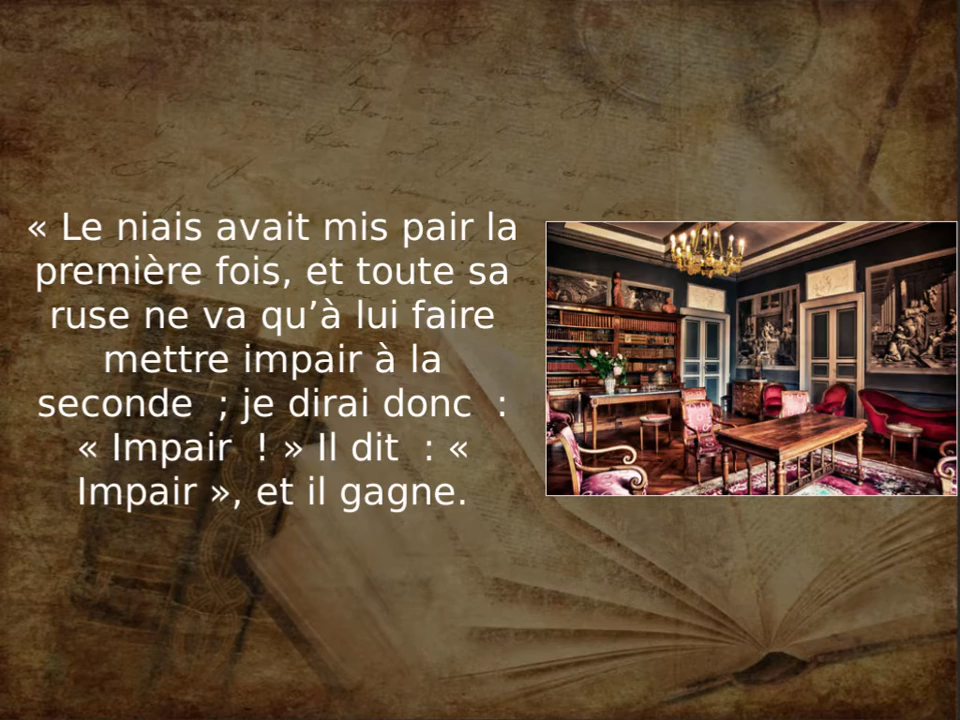 « Le niais avait mis pair la
première fois, et toute sa
ruse ne va qu’à lui faire
mettre impair à la
seconde  ; je dirai donc  :
« Impair  ! » Il dit  : «
Impair », et il gagne.